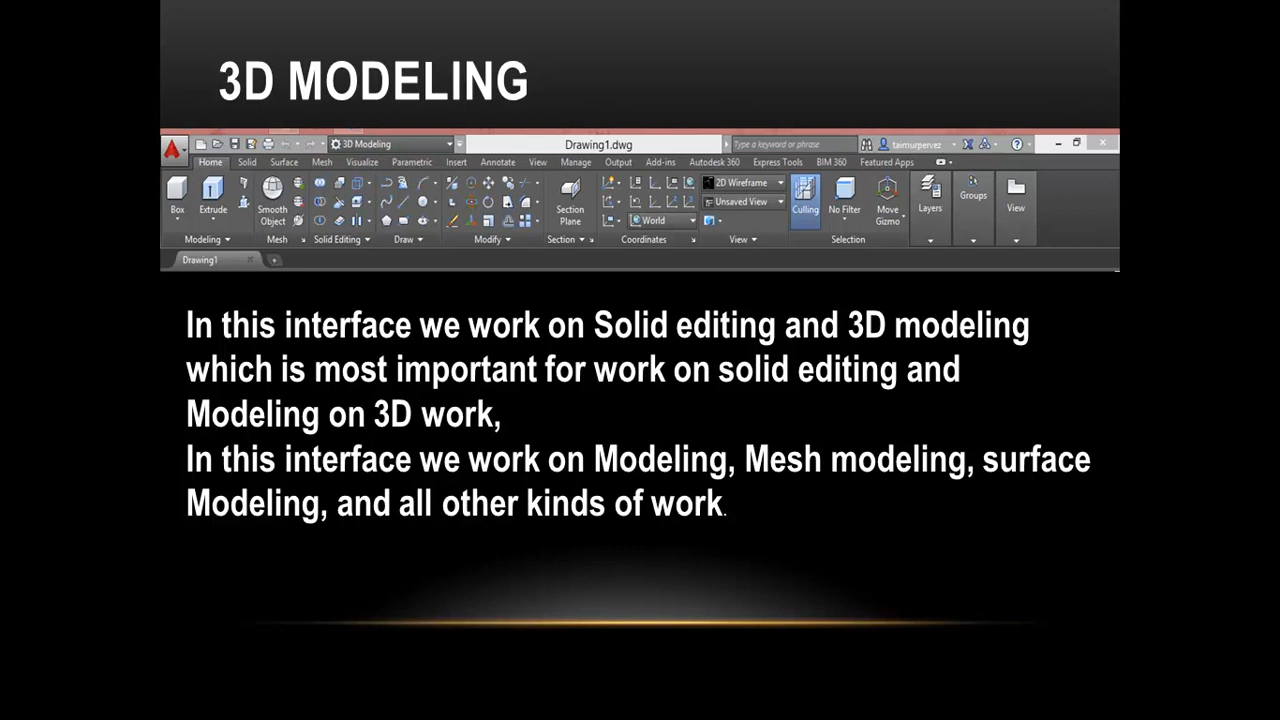 3D MODELING
3D Modeling Drawing1.dwg Type a keyword or phrase taimurpervez
Home Solid Surface Mesh Visualize Parametric Insert Annotate View Manage Output Add-ins Autodesk 360 Express Tools BIM 360 Featured Apps
2D Wireframe
Unsaved View
Box Extrude Smooth Object Section Plane World Culling No Filter Move Gizmo Layers Groups View
Modeling Mesh Solid Editing Draw Modify Section Coordinates View Selection
Drawing1
In this interface we work on Solid editing and 3D modeling
which is most important for work on solid editing and
Modeling on 3D work,
In this interface we work on Modeling, Mesh modeling, surface
Modeling, and all other kinds of work.